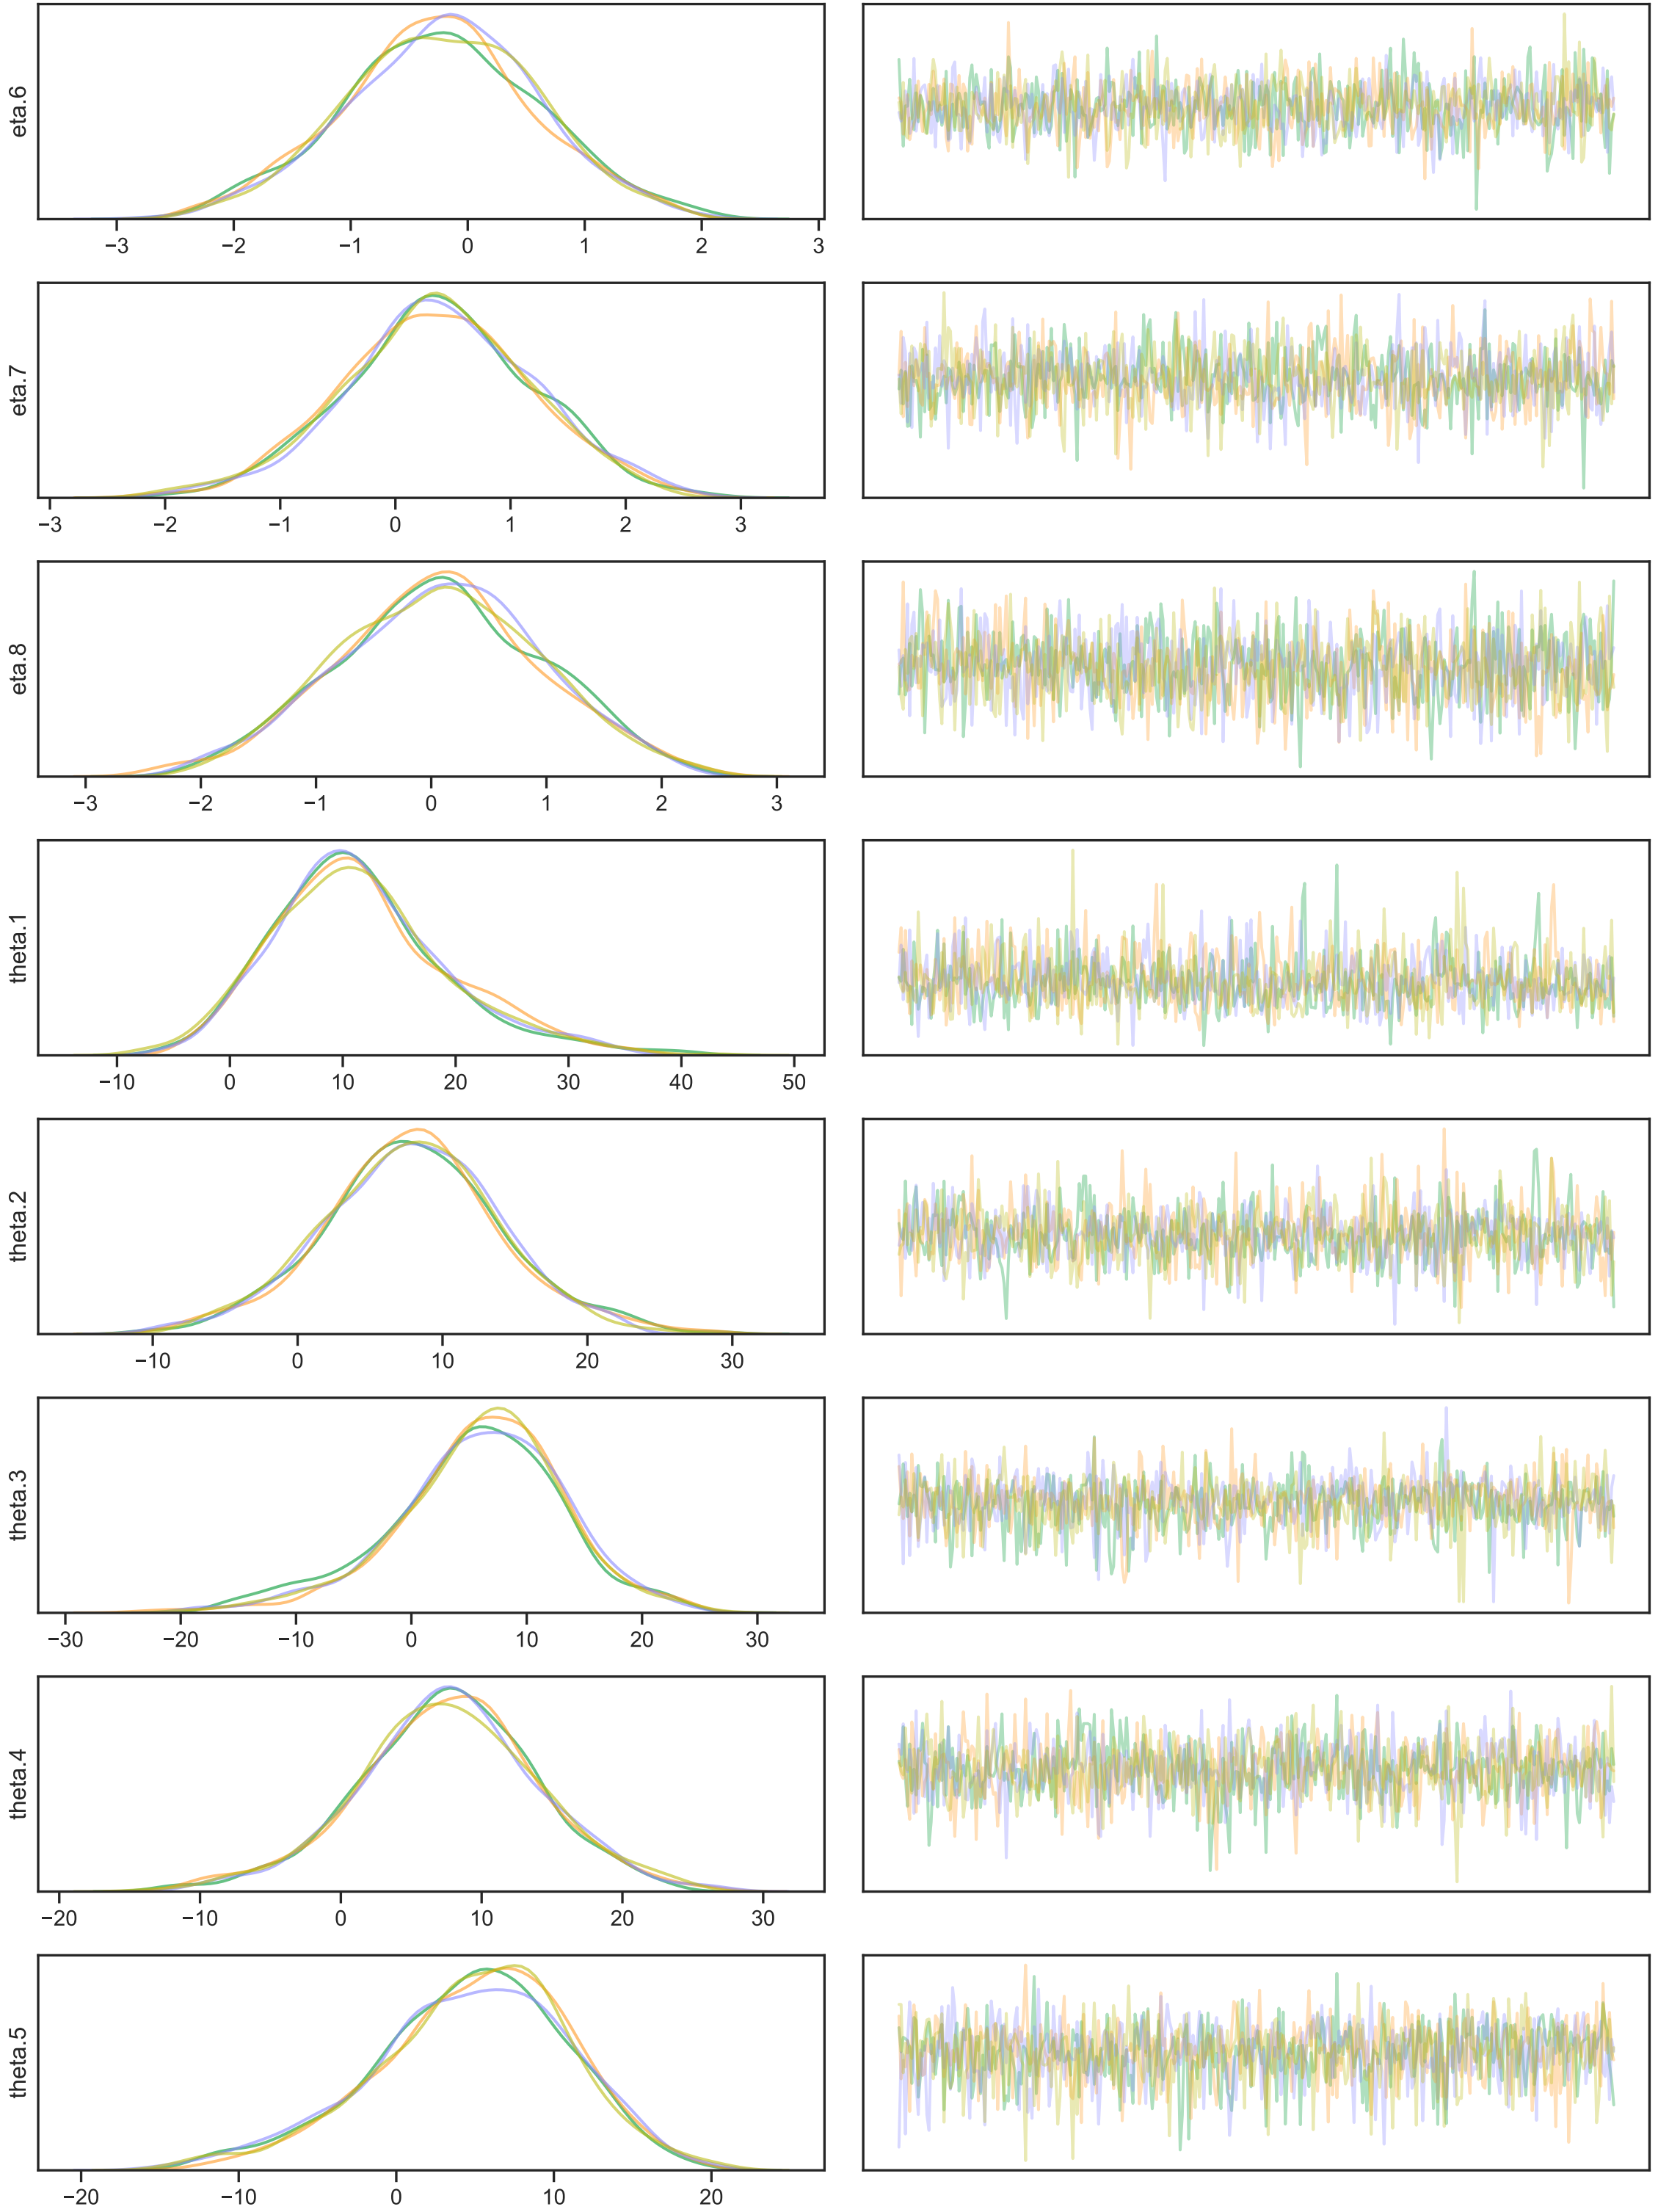 eta.6
−3 −2 −1 0 1 2 3
eta.7
−3 −2 −1 0 1 2 3
eta.8
−3 −2 −1 0 1 2 3
theta.1
−10 0 10 20 30 40 50
theta.2
−10 0 10 20 30
theta.3
−30 −20 −10 0 10 20 30
theta.4
−20 −10 0 10 20 30
theta.5
−20 −10 0 10 20